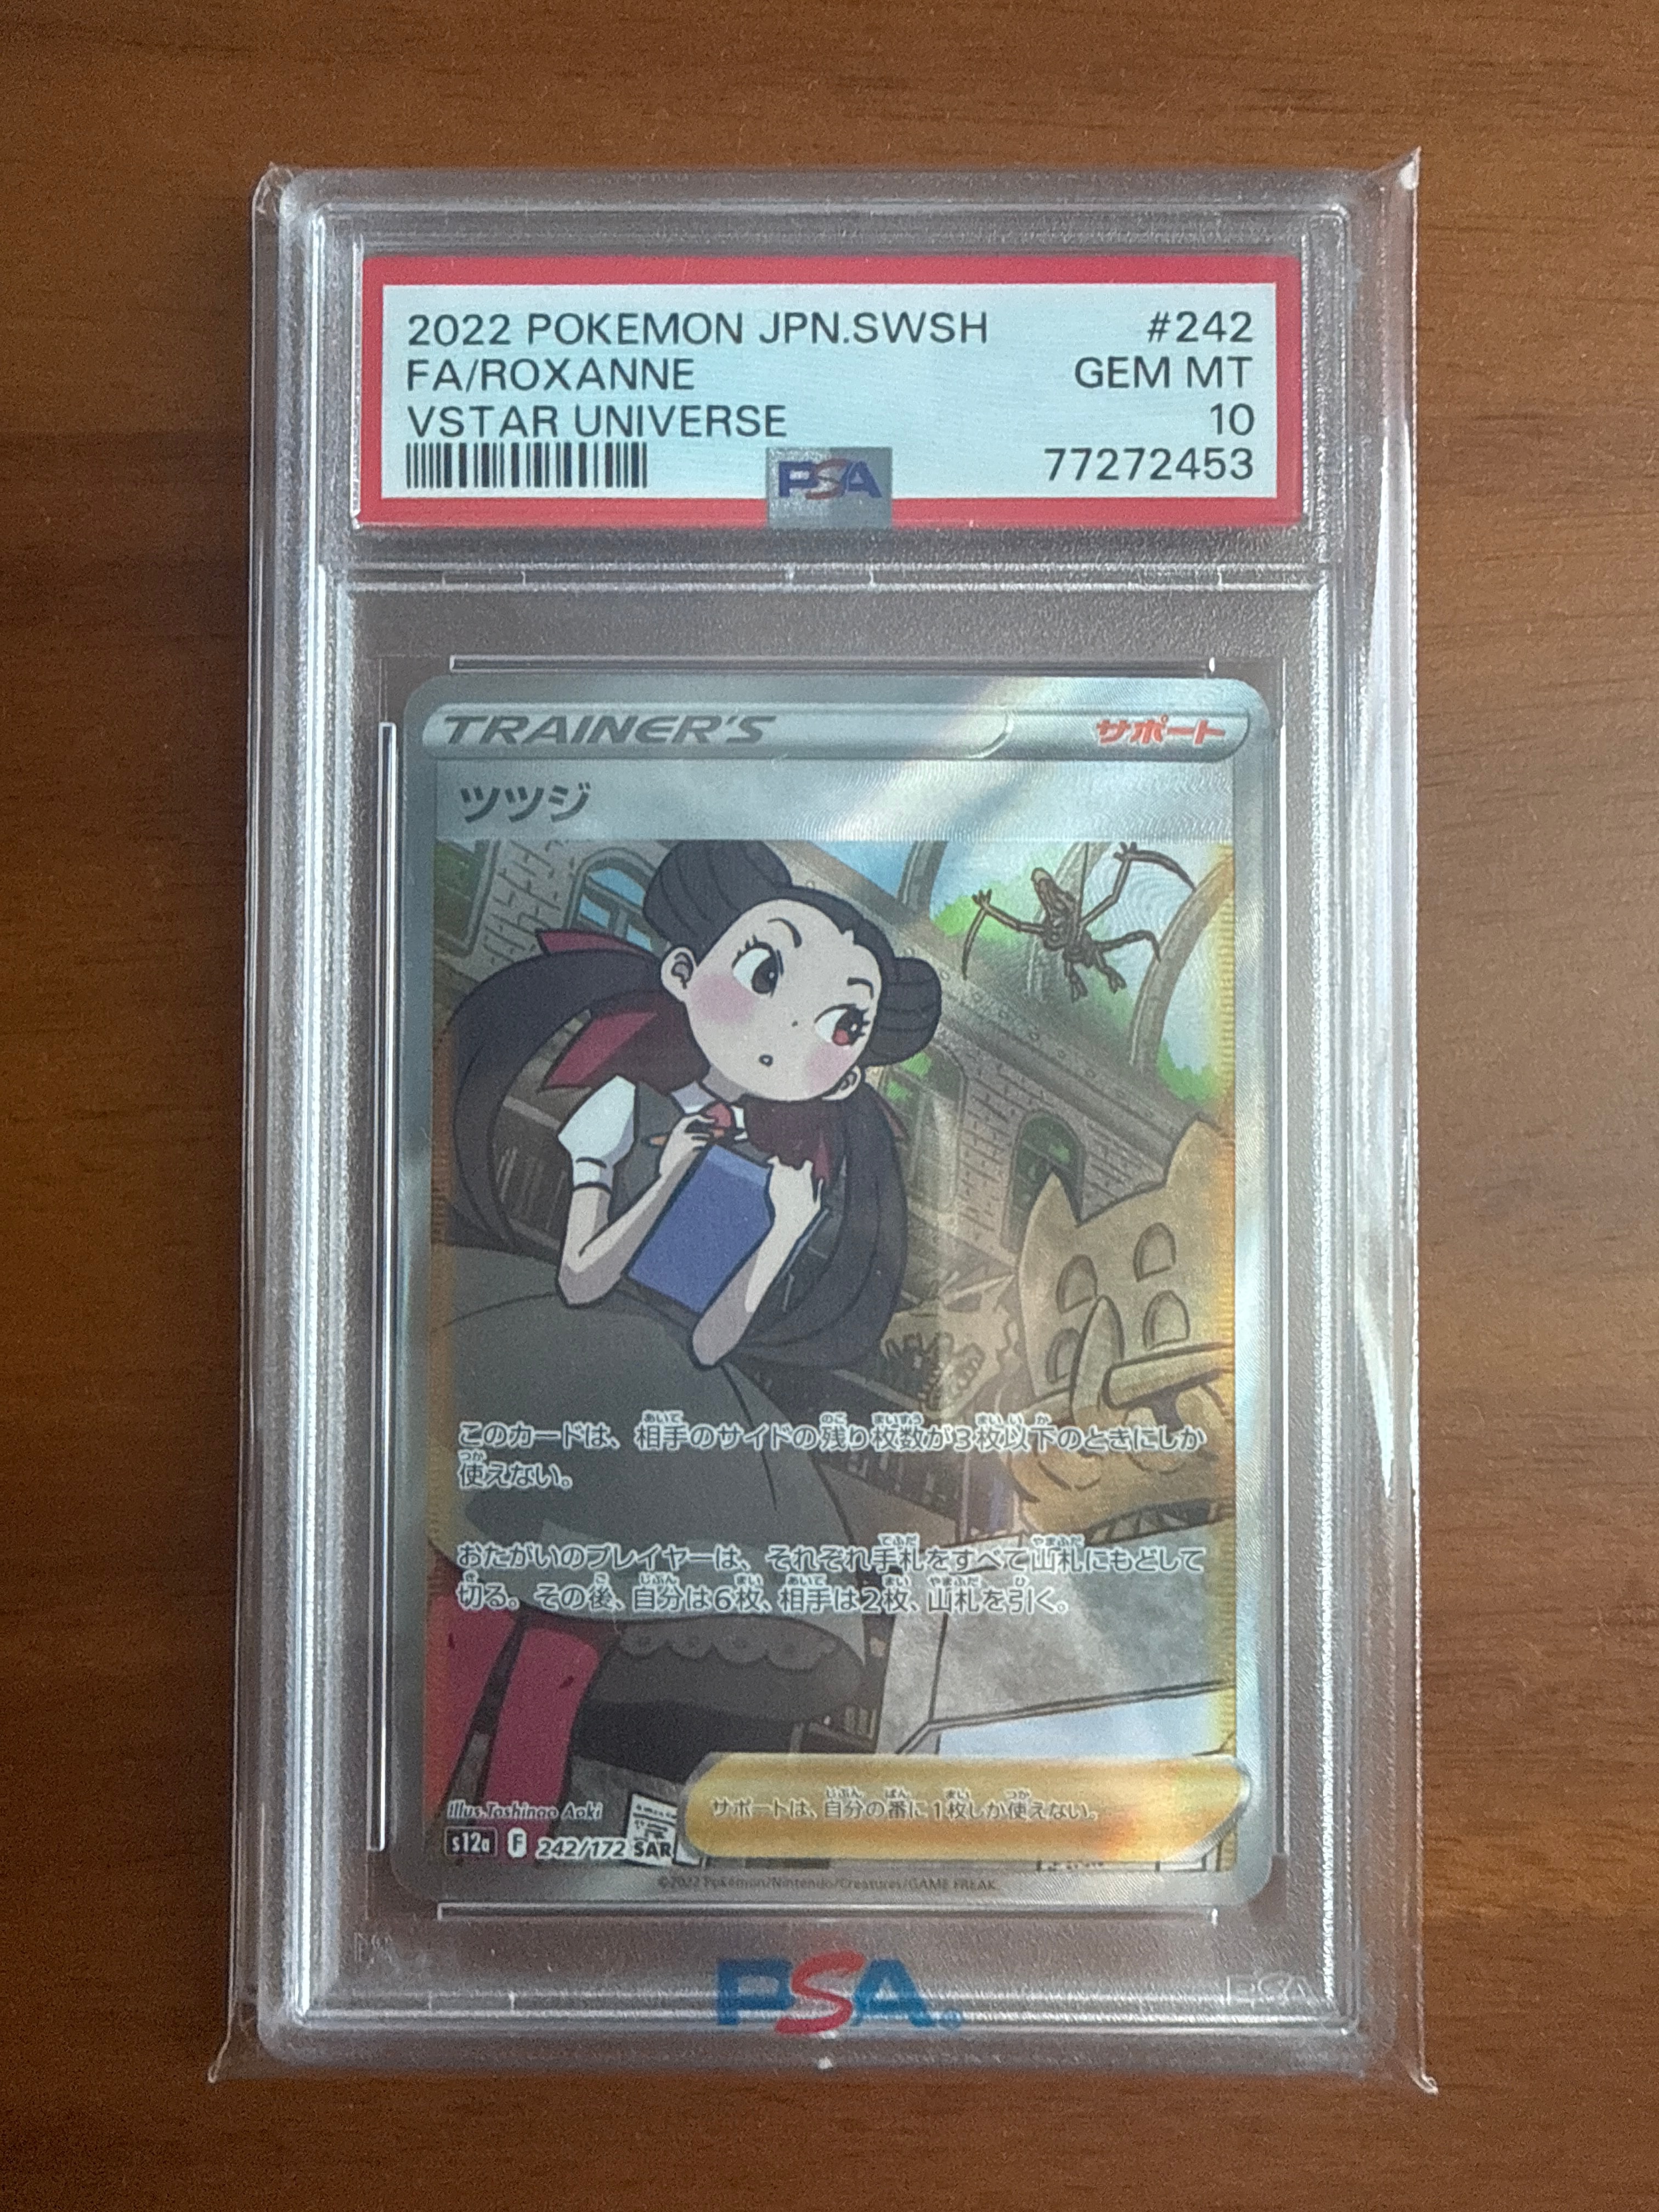 2022 POKEMON JPN.SWSH #242
FA/ROXANNE GEM MT
VSTAR UNIVERSE 10
PSA 77272453
TRAINER'S サポート
ツツジ
このカードは、相手のサイドの残り枚数が3枚以下のときにしか
使えない。
おたがいのプレイヤーは、それぞれ手札をすべて山札にもどして
切る。その後、自分は6枚、相手は2枚、山札を引く。
サポートは、自分の番に1枚しか使えない。
Illus.Toshinao Aoki
s12a F 242/172 SAR
©2022 Pokémon/Nintendo/Creatures/GAME FREAK.
PSA
PSA